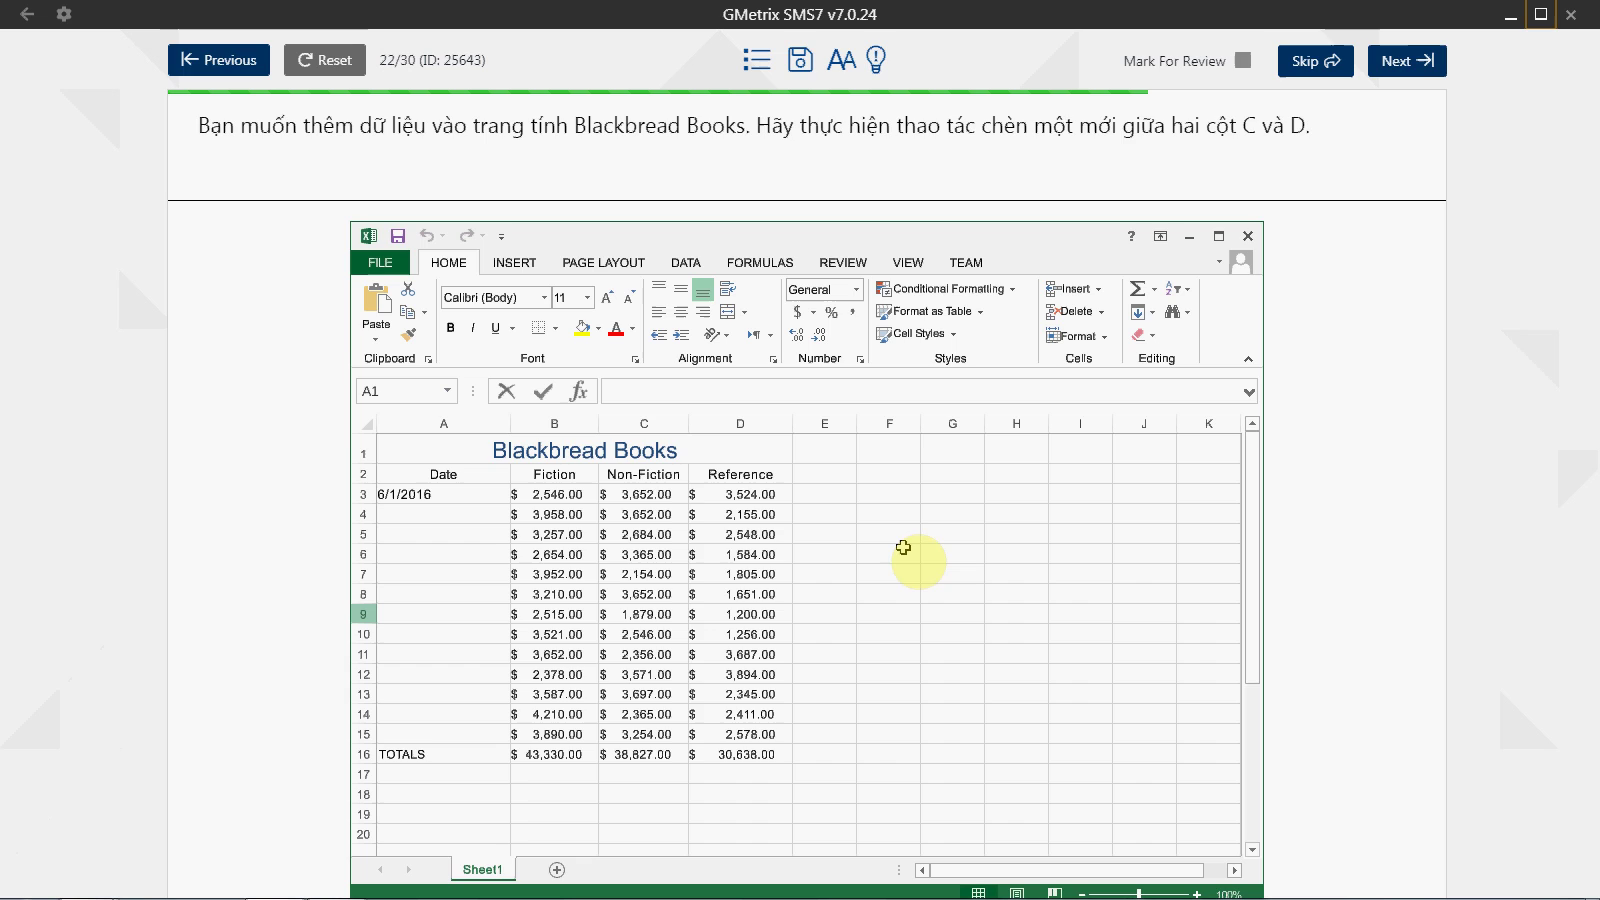 GMetrix SMS7 v7.0.24
Previous Reset 22/30 (ID: 25643) AA Mark For Review Skip Next
Bạn muốn thêm dữ liệu vào trang tính Blackbread Books. Hãy thực hiện thao tác chèn một mới giữa hai cột C và D.
FILE HOME INSERT PAGE LAYOUT DATA FORMULAS REVIEW VIEW TEAM
Calibri (Body) 11 General Conditional Formatting Insert
Paste B I U A $ % , Format as Table Delete
Cell Styles Format
Clipboard Font Alignment Number Styles Cells Editing
A1 fx
A B C D E F G H I J K
1 Blackbread Books
2 Date Fiction Non-Fiction Reference
3 6/1/2016 $ 2,546.00 $ 3,652.00 $ 3,524.00
4 $ 3,958.00 $ 3,652.00 $ 2,155.00
5 $ 3,257.00 $ 2,684.00 $ 2,548.00
6 $ 2,654.00 $ 3,365.00 $ 1,584.00
7 $ 3,952.00 $ 2,154.00 $ 1,805.00
8 $ 3,210.00 $ 3,652.00 $ 1,651.00
9 $ 2,515.00 $ 1,879.00 $ 1,200.00
10 $ 3,521.00 $ 2,546.00 $ 1,256.00
11 $ 3,652.00 $ 2,356.00 $ 3,687.00
12 $ 2,378.00 $ 3,571.00 $ 3,894.00
13 $ 3,587.00 $ 3,697.00 $ 2,345.00
14 $ 4,210.00 $ 2,365.00 $ 2,411.00
15 $ 3,890.00 $ 3,254.00 $ 2,578.00
16 TOTALS $ 43,330.00 $ 38,827.00 $ 30,638.00
17
18
19
20
Sheet1
100%